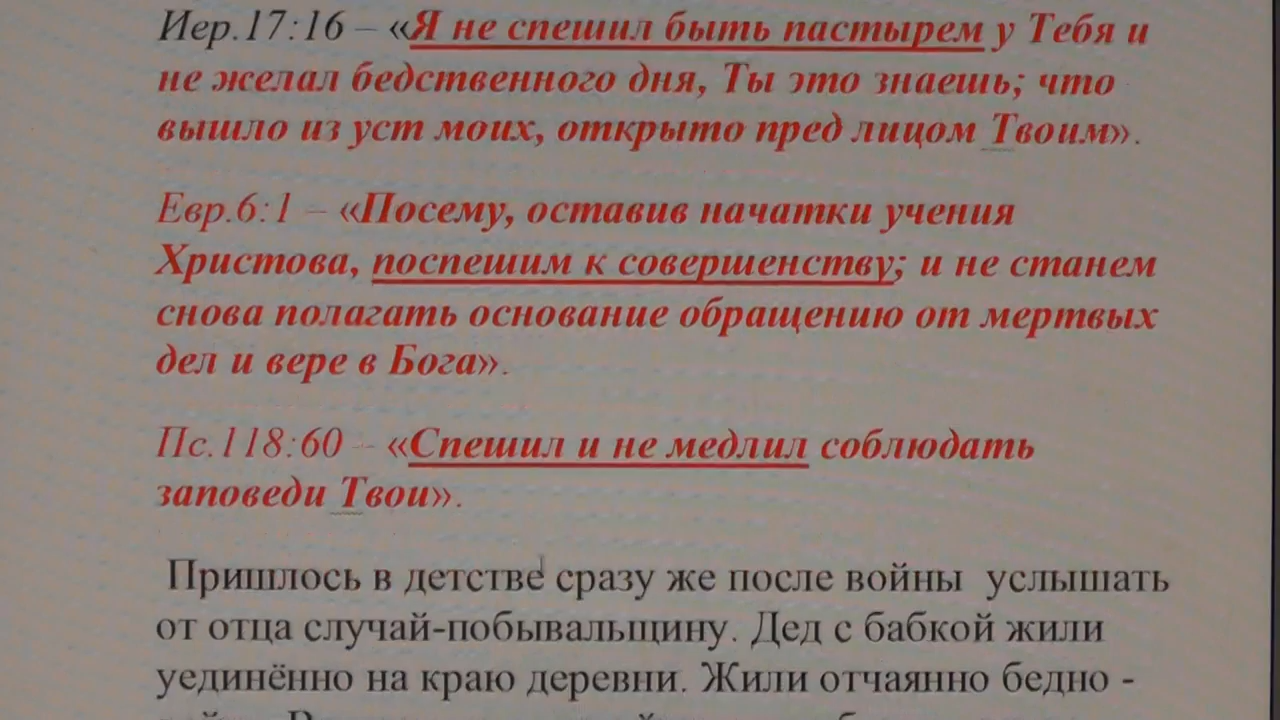 Иер.17:16 – «Я не спешил быть пастырем у Тебя и
не желал бедственного дня, Ты это знаешь; что
вышло из уст моих, открыто пред лицом Твоим».
Евр.6:1 – «Посему, оставив начатки учения
Христова, поспешим к совершенству; и не станем
снова полагать основание обращению от мертвых
дел и вере в Бога».
Пс.118:60 – «Спешил и не медлил соблюдать
заповеди Твои».
Пришлось в детстве сразу же после войны услышать
от отца случай-побывальщину. Дед с бабкой жили
уединённо на краю деревни. Жили отчаянно бедно -